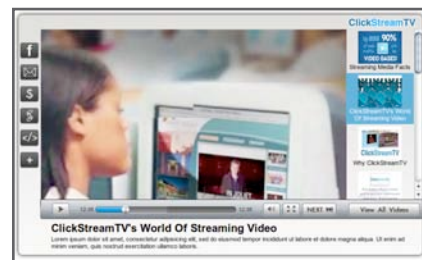 ClickStreamTV
90%
VIDEO BASED
Streaming Media Facts
ClickStreamTV's World
Of Streaming Video
ClickStreamTV
Why ClickStreamTV
NEXT
View All Videos
ClickStreamTV's World Of Streaming Video
Lorem ipsum dolor sit amet, consectetur adipisicing elit, sed do eiusmod tempor incididunt ut labore et dolore magna aliqua. Ut enim ad
minim veniam, quis nostrud exercitation ullamco laboris.